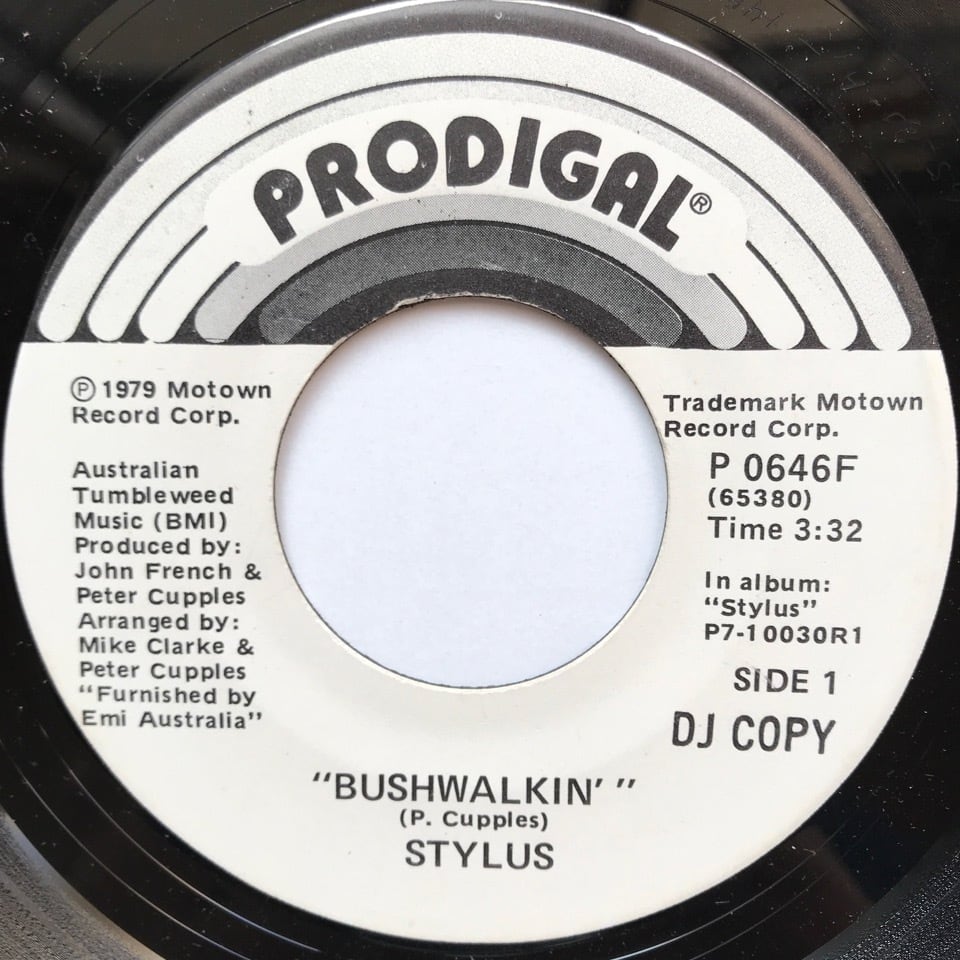 PRODIGAL®
Ⓟ 1979 Motown
Record Corp.
Australian
Tumbleweed
Music (BMI)
Produced by:
John French &
Peter Cupples
Arranged by:
Mike Clarke &
Peter Cupples
“Furnished by
Emi Australia”
Trademark Motown
Record Corp.
P 0646F
(65380)
Time 3:32
In album:
“Stylus”
P7-10030R1
SIDE 1
DJ COPY
“BUSHWALKIN’ ”
(P. Cupples)
STYLUS